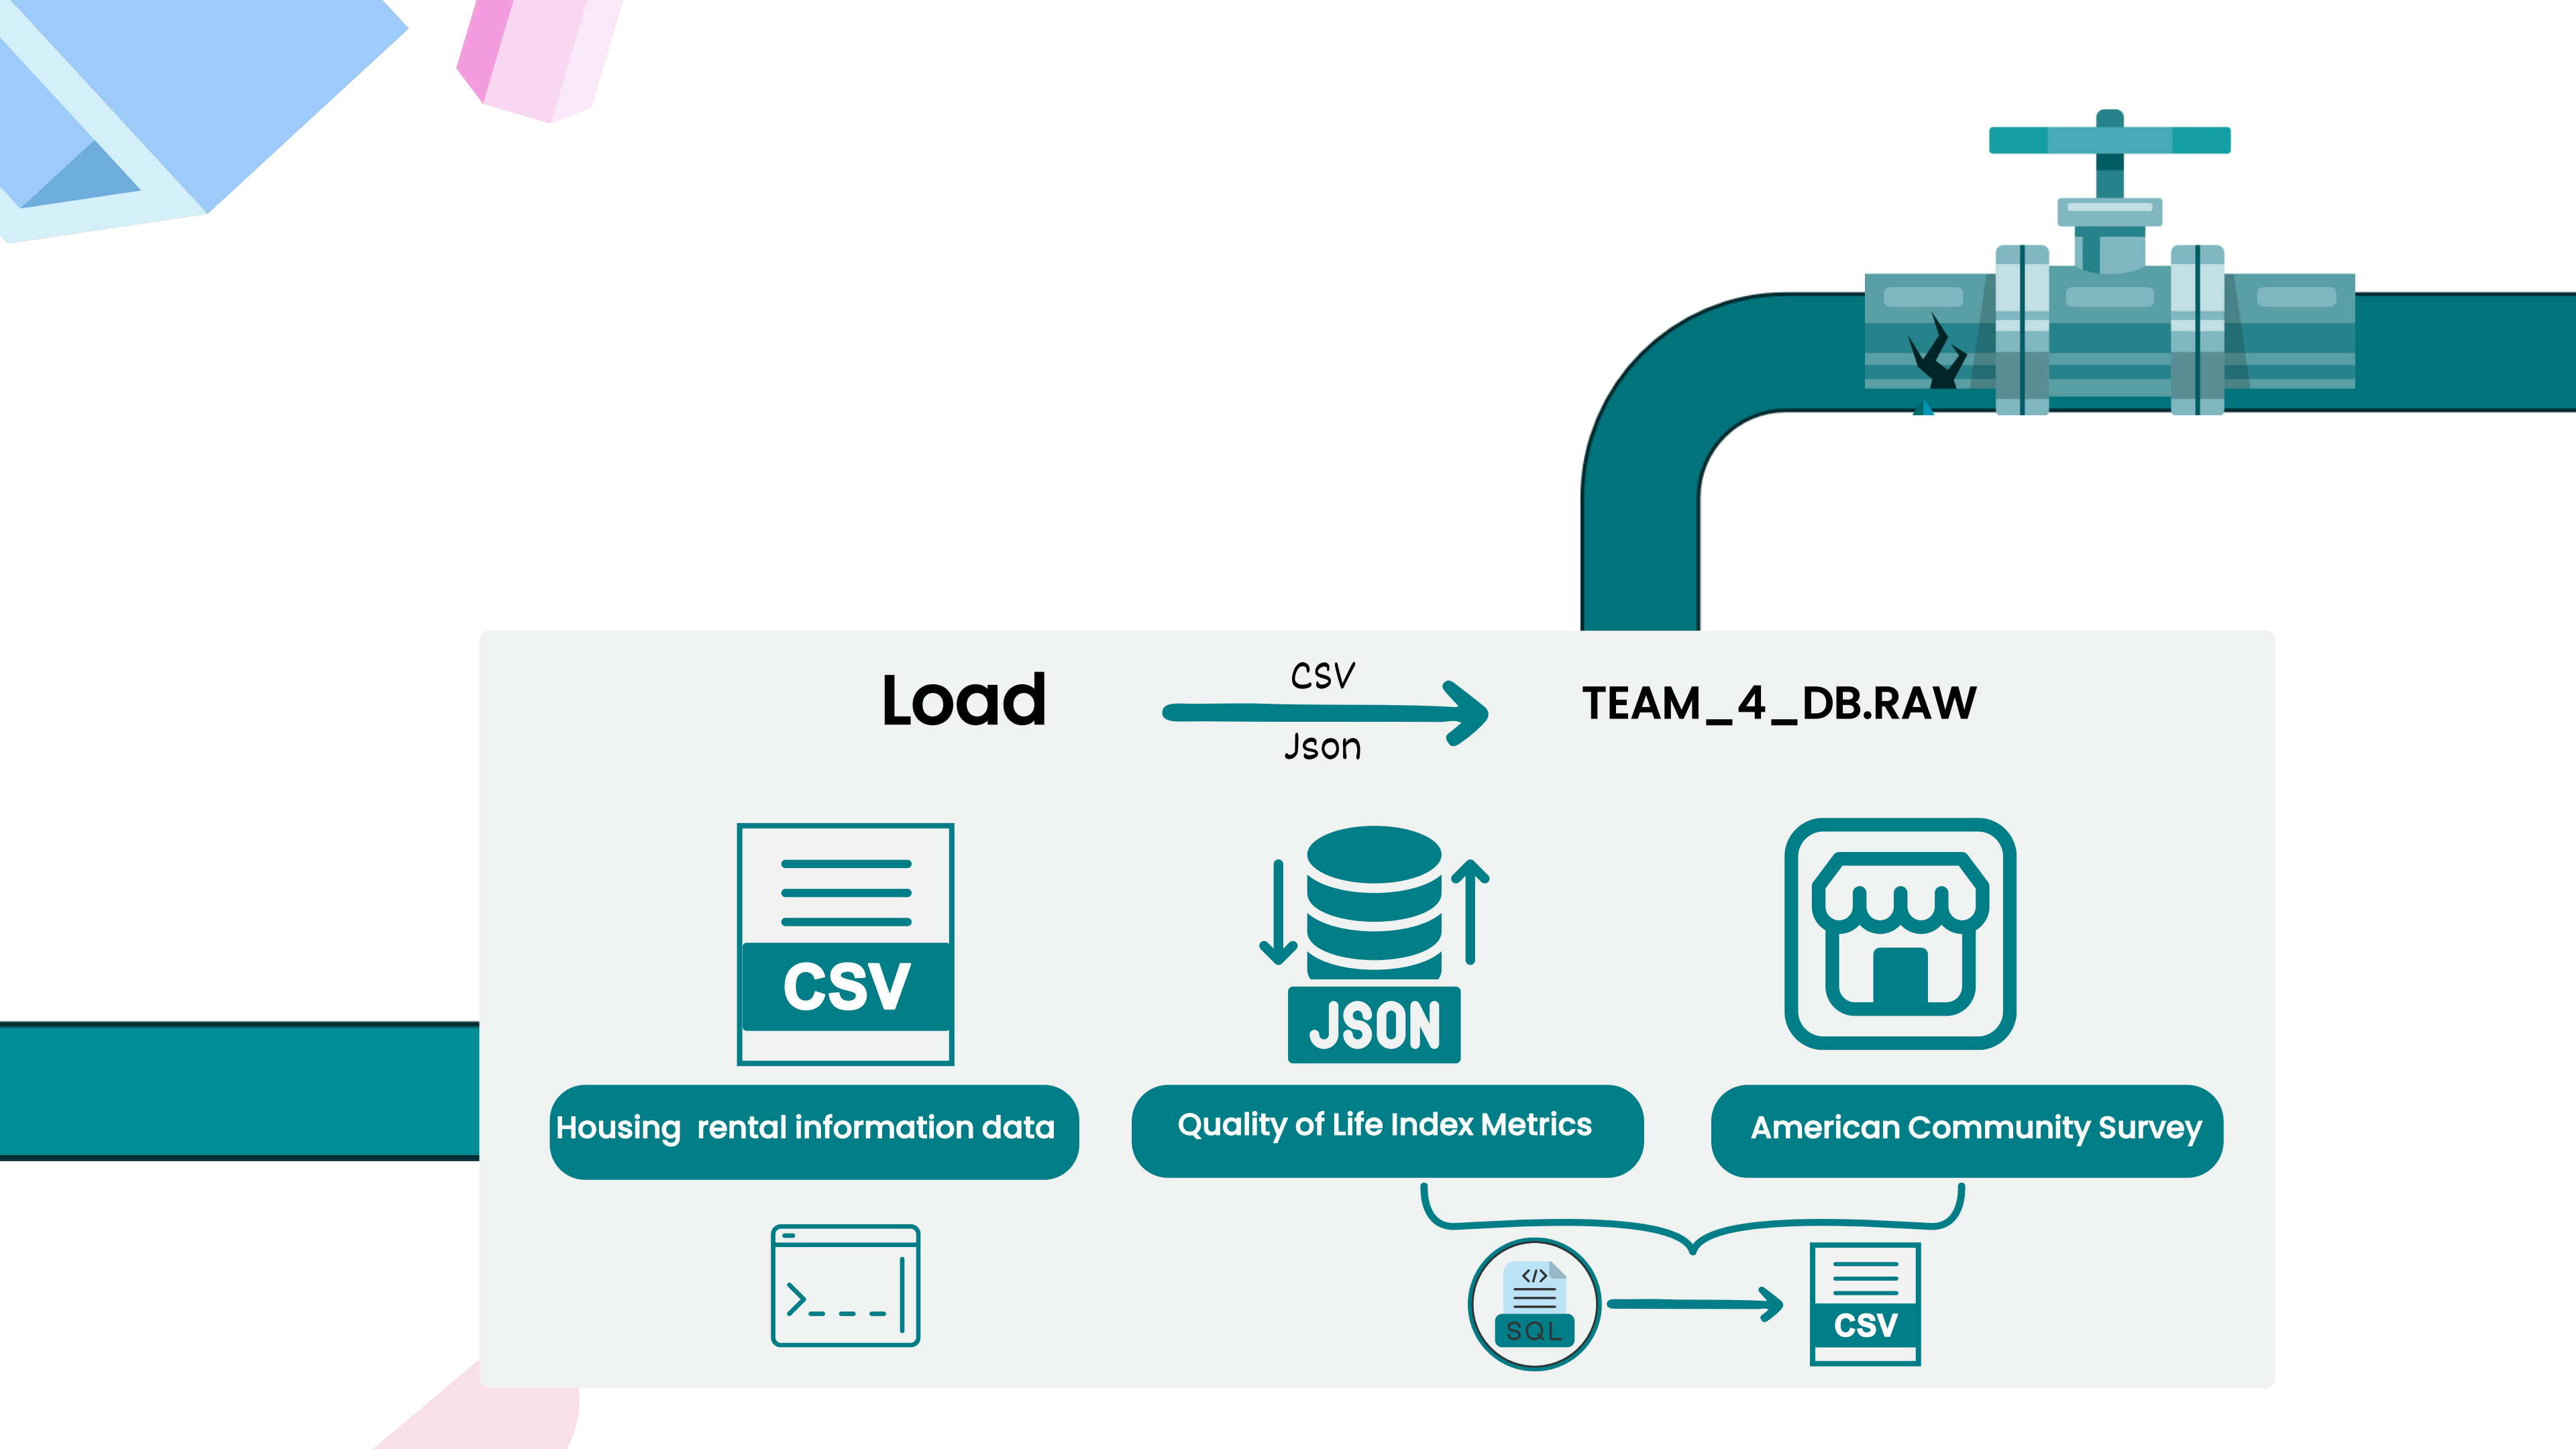 Load
CSV
Json
TEAM_4_DB.RAW
CSV
JSON
Housing rental information data
Quality of Life Index Metrics
American Community Survey
</>
SQL
CSV